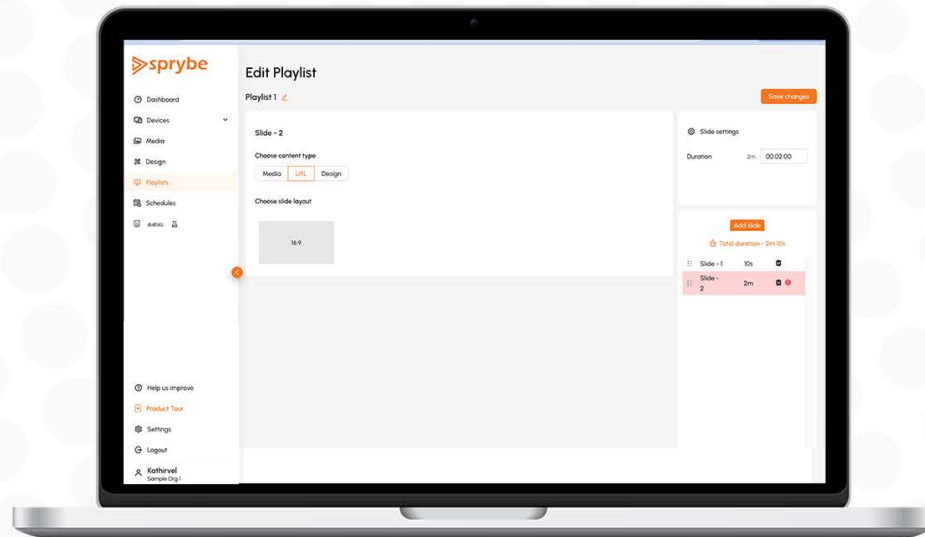 sprybe
Dashboard
Devices
Media
Design
Playlists
Schedules
Help us improve
Product Tour
Settings
Logout
Kathirvel
Sample Org 1
Edit Playlist
Playlist 1
Save changes
Slide - 2
Choose content type
Media URL Design
Choose slide layout
16:9
Slide settings
Duration 2m 00:02:00
Add slide
Total duration - 2m 10s
Slide - 1 10s
Slide -
2 2m